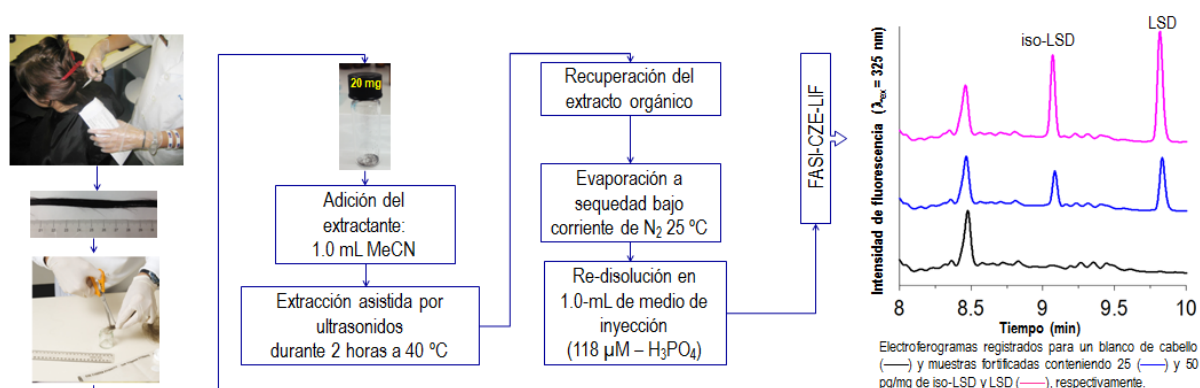 20 mg
Adición del
extractante:
1.0 mL MeCN
Extracción asistida por
ultrasonidos
durante 2 horas a 40 ºC
Recuperación del
extracto orgánico
Evaporación a
sequedad bajo
corriente de N2 25 ºC
Re-disolución en
1.0-mL de medio de
inyección
(118 µM – H3PO4)
FASI-CZE-LIF
Intensidad de fluorescencia (λex = 325 nm)
iso-LSD
LSD
8 8.5 9 9.5 10
Tiempo (min)
Electroferogramas registrados para un blanco de cabello
(——) y muestras fortificadas conteniendo 25 (——) y 50
pg/mg de iso-LSD y LSD (——), respectivamente.